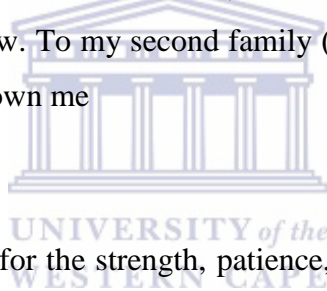 w. To my second family (
own me
UNIVERSITY of the
for the strength, patience,
WESTERN CAPE